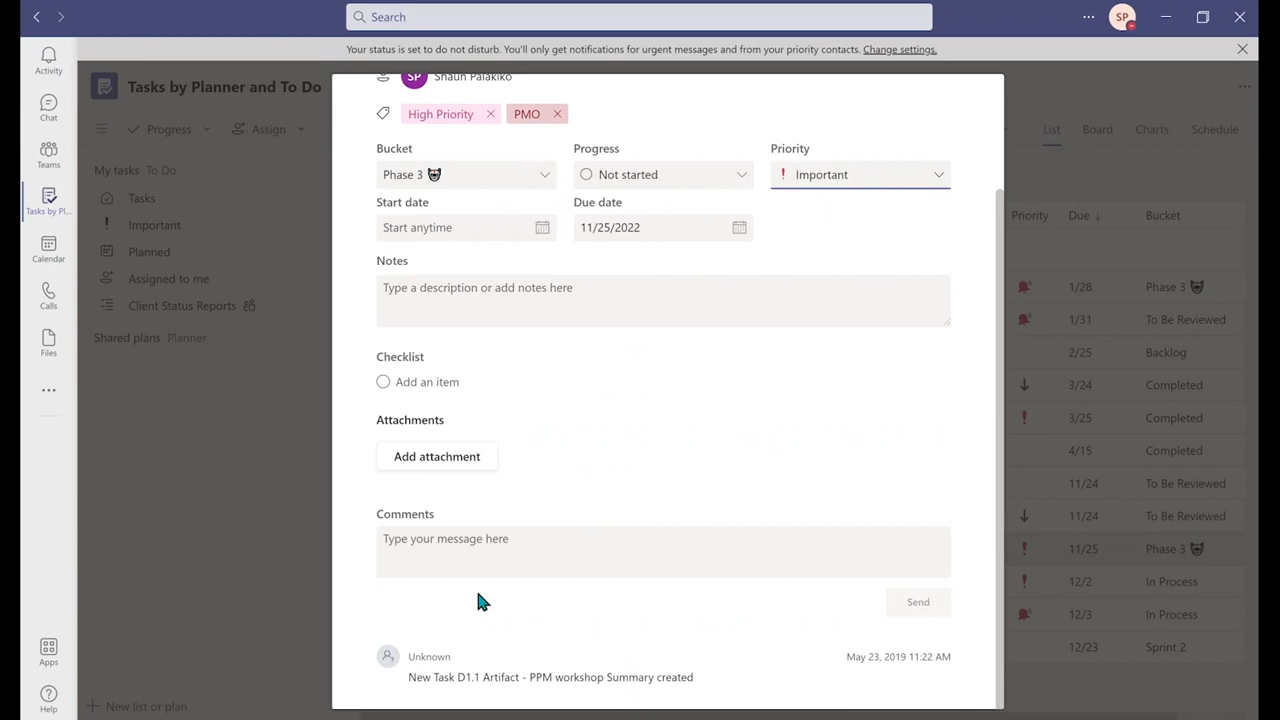 Search
SP
Your status is set to do not disturb. You'll only get notifications for urgent messages and from your priority contacts. Change settings.
Activity
Chat
Teams
Tasks by Pl...
Calendar
Calls
Files
Apps
Help
Tasks by Planner and To Do
Progress
Assign
List
Board
Charts
Schedule
My tasks To Do
Tasks
Important
Planned
Assigned to me
Client Status Reports
Shared plans Planner
New list or plan
SP Shaun Palakiko
High Priority
PMO
Bucket
Progress
Priority
Phase 3
Not started
Important
Start date
Due date
Start anytime
11/25/2022
Notes
Type a description or add notes here
Checklist
Add an item
Attachments
Add attachment
Comments
Type your message here
Send
Unknown
May 23, 2019 11:22 AM
New Task D1.1 Artifact - PPM workshop Summary created
Priority Due ↓ Bucket
1/28 Phase 3
1/31 To Be Reviewed
2/25 Backlog
3/24 Completed
3/25 Completed
4/15 Completed
11/24 To Be Reviewed
11/24 To Be Reviewed
11/25 Phase 3
12/2 In Process
12/3 In Process
12/23 Sprint 2